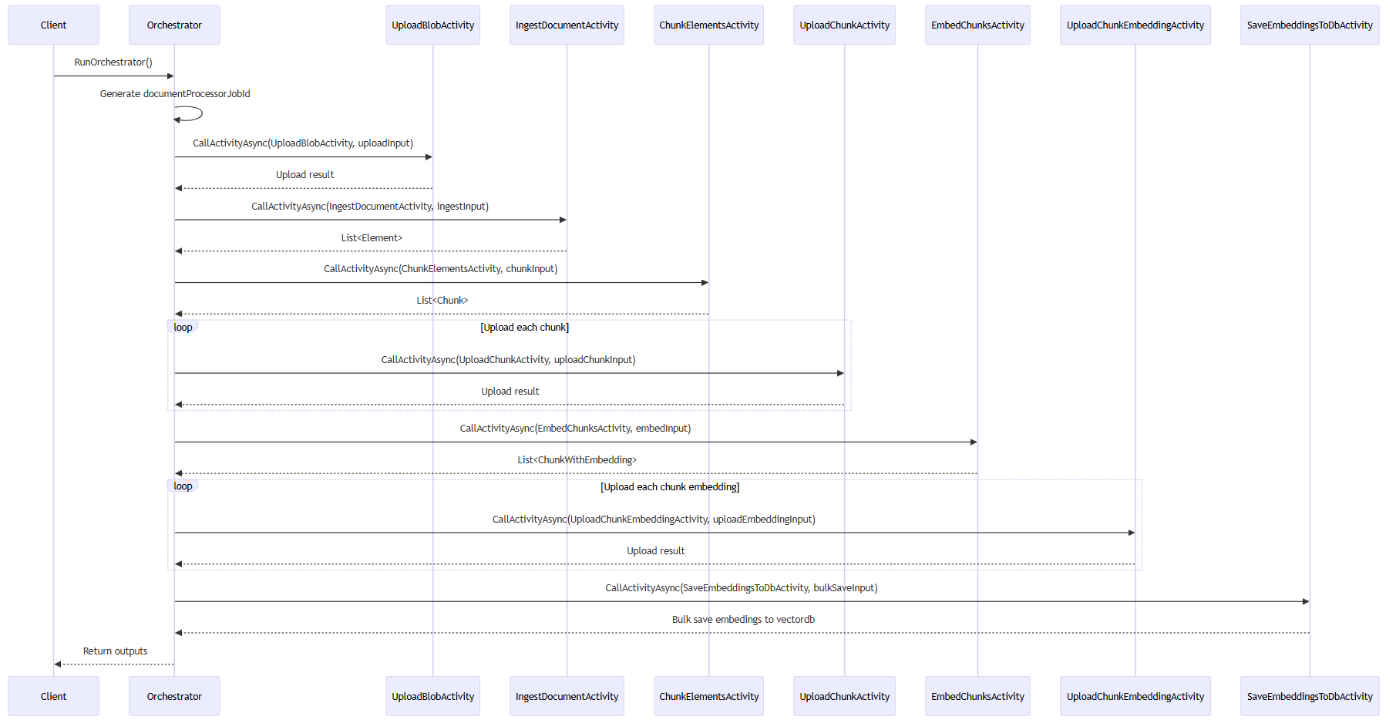 Client
Orchestrator
UploadBlobActivity
IngestDocumentActivity
ChunkElementsActivity
UploadChunkActivity
EmbedChunksActivity
UploadChunkEmbeddingActivity
SaveEmbeddingsToDbActivity
RunOrchestrator()
Generate documentProcessorJobId
CallActivityAsync(UploadBlobActivity, uploadInput)
Upload result
CallActivityAsync(IngestDocumentActivity, ingestInput)
List<Element>
CallActivityAsync(ChunkElementsActivity, chunkInput)
List<Chunk>
loop
[Upload each chunk]
CallActivityAsync(UploadChunkActivity, uploadChunkInput)
Upload result
CallActivityAsync(EmbedChunksActivity, embedInput)
List<ChunkWithEmbedding>
loop
[Upload each chunk embedding]
CallActivityAsync(UploadChunkEmbeddingActivity, uploadEmbeddingInput)
Upload result
CallActivityAsync(SaveEmbeddingsToDbActivity, bulkSaveInput)
Bulk save embedings to vectordb
Return outputs
Client
Orchestrator
UploadBlobActivity
IngestDocumentActivity
ChunkElementsActivity
UploadChunkActivity
EmbedChunksActivity
UploadChunkEmbeddingActivity
SaveEmbeddingsToDbActivity